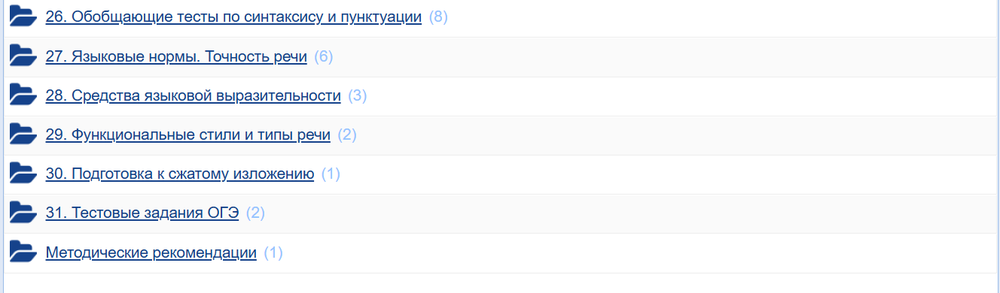 26. Обобщающие тесты по синтаксису и пунктуации (8)
27. Языковые нормы. Точность речи (6)
28. Средства языковой выразительности (3)
29. Функциональные стили и типы речи (2)
30. Подготовка к сжатому изложению (1)
31. Тестовые задания ОГЭ (2)
Методические рекомендации (1)